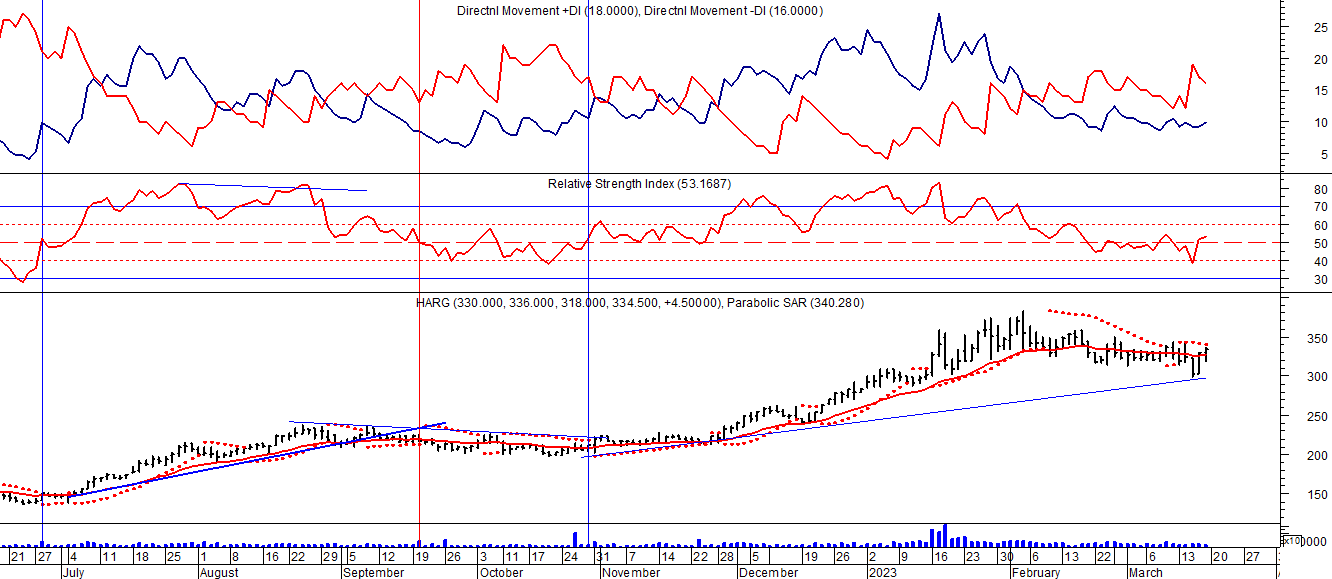 Directnl Movement +DI (18.0000), Directnl Movement -DI (16.0000)
25
20
15
10
5
Relative Strength Index (53.1687)
80
70
60
50
40
30
HARG (330.000, 336.000, 318.000, 334.500, +4.50000), Parabolic SAR (340.280)
350
300
250
200
150
x10 0000
21 27 4 11 18 25 1 8 16 22 29 5 12 19 26 3 11 17 24 31 7 14 22 28 5 19 26 2 9 16 23 30 6 13 22 6 13 20 27
July August September October November December 2023 February March